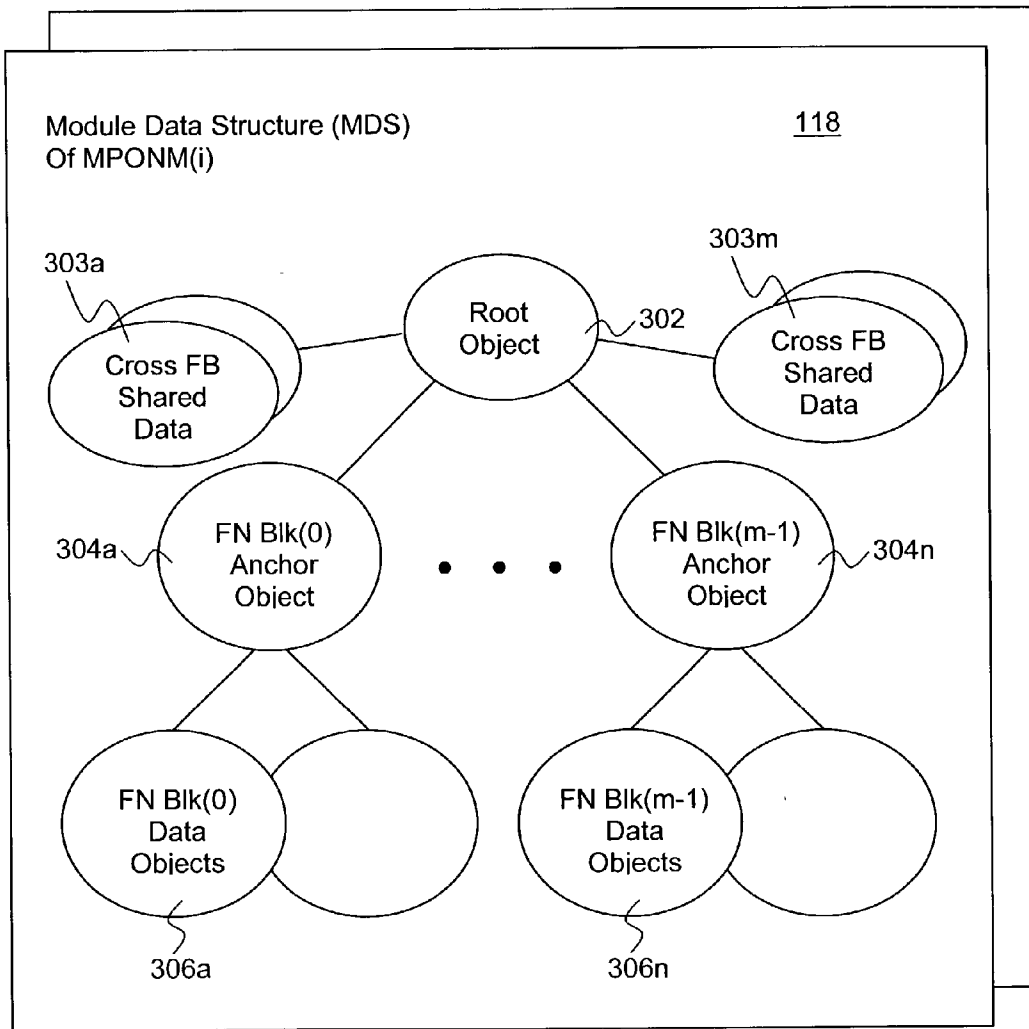 Module Data Structure (MDS)
Of MPONM(i)
118
303a
303m
Root
Object
302
Cross FB
Shared
Data
Cross FB
Shared
Data
304a
FN Blk(0)
Anchor
Object
FN Blk(m-1)
Anchor
Object
304n
FN Blk(0)
Data
Objects
FN Blk(m-1)
Data
Objects
306a
306n